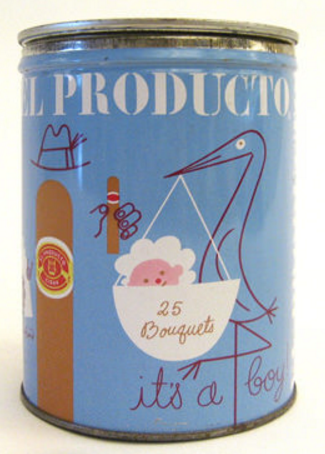 EL PRODUCTO
25
Bouquets
it's a boy